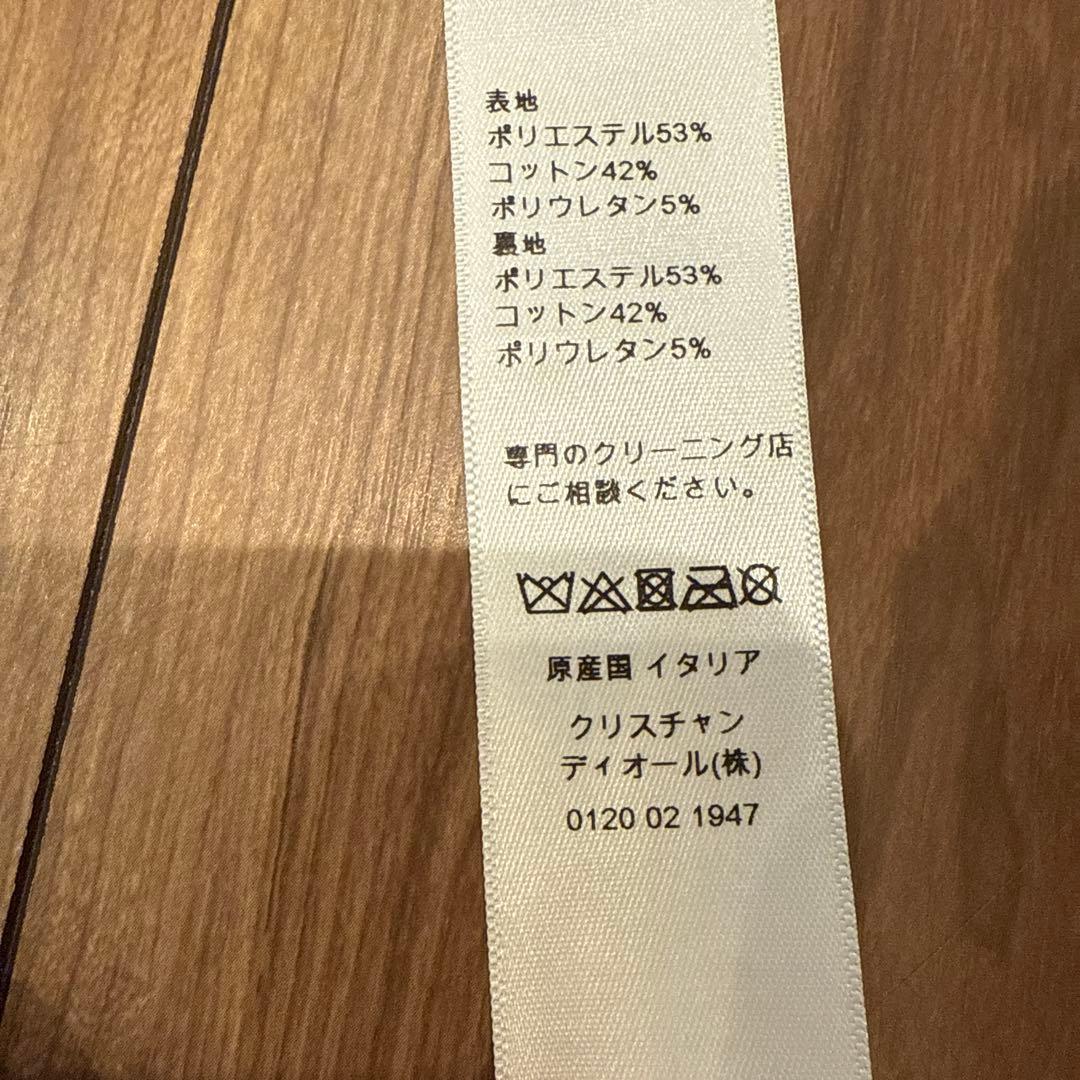 表地
ポリエステル53%
コットン42%
ポリウレタン5%
裏地
ポリエステル53%
コットン42%
ポリウレタン5%
専門のクリーニング店
にご相談ください。
原産国 イタリア
クリスチャン
ディオール(株)
0120 02 1947